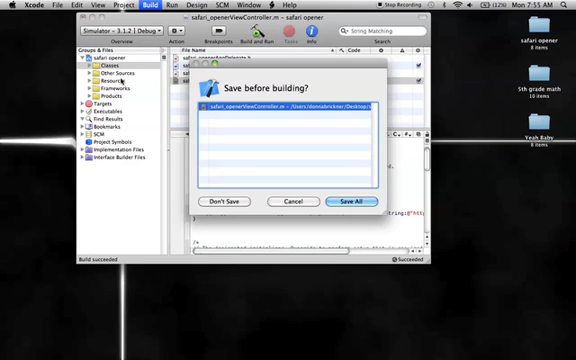 Xcode File Edit View Project Build Run Design SCM Window Help Stop Recording (12%) Mon 7:55 AM
safari_openerViewController.m – safari opener
Simulator – 3.1.2 | Debug
String Matching
Overview Action Breakpoints Build and Run Tasks Info Search
Groups & Files File Name Code
safari opener
Classes
Other Sources
Resources
Frameworks
Products
Targets
Executables
Find Results
Bookmarks
SCM
Project Symbols
Implementation Files
Interface Builder Files
Save before building?
safari_openerViewController.m – /Users/donnabrickner/Desktop/s
Don't Save Cancel Save All
string:@"http
/*
Build succeeded Succeeded
safari opener
8 items
5th grade math
10 items
Yeah Baby
8 items